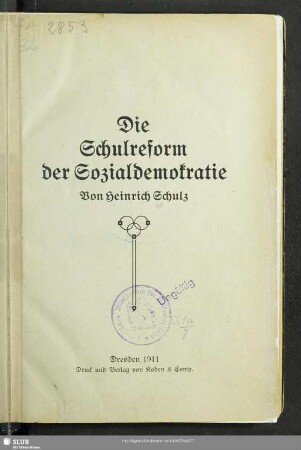 2853
Die
Schulreform
der Sozialdemokratie
Von Heinrich Schulz
Ungültig
Dresden 1911
Druck und Verlag von Kaden & Comp.
SLUB